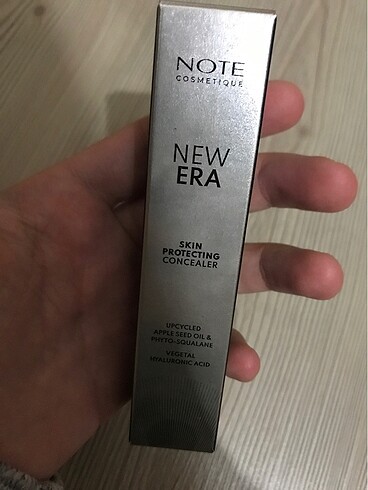 NOTE
COSMETIQUE
NEW
ERA
SKIN
PROTECTING
CONCEALER
UPCYCLED
APPLE SEED OIL &
PHYTO-SQUALANE
VEGETAL
HYALURONIC ACID